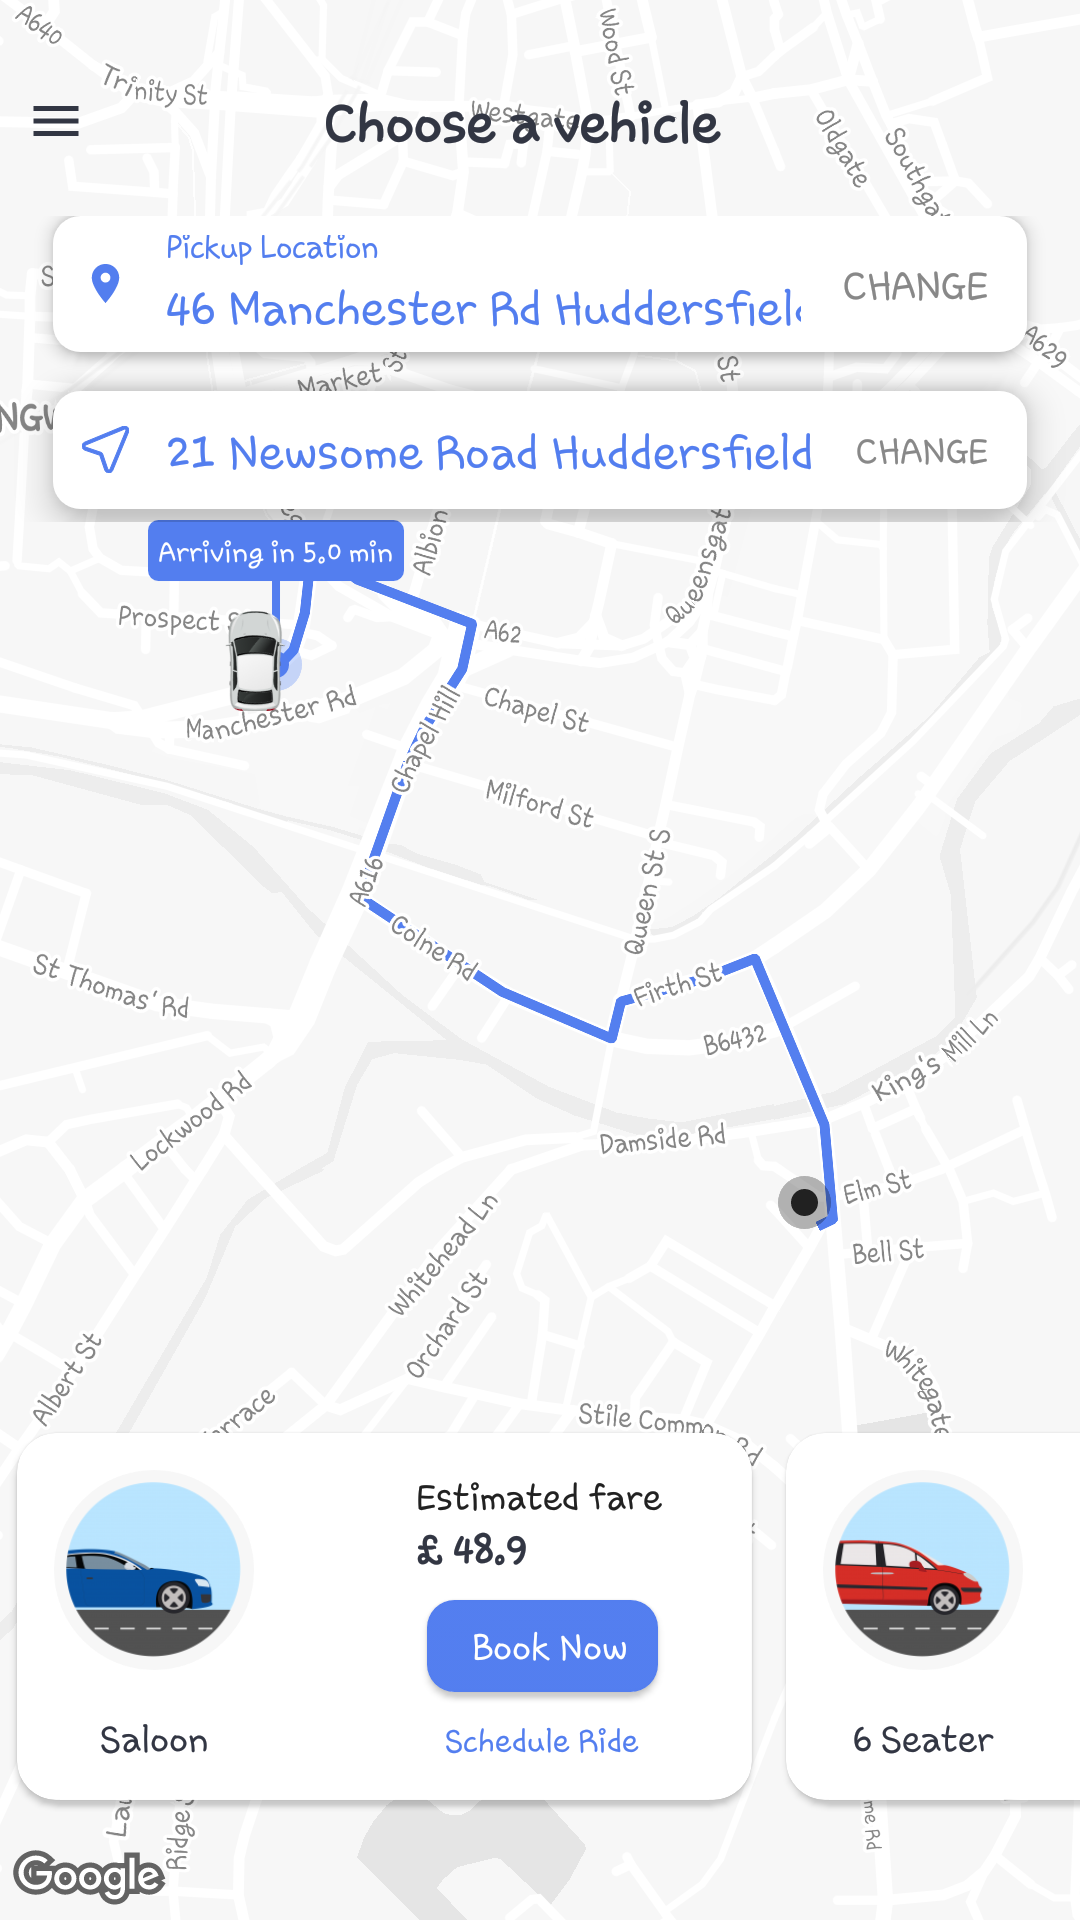 A640
Trinity St
Wood St
Westgate
Choose a vehicle
Oldgate
Pickup Location
46 Manchester Rd Huddersfield
CHANGE
A629
Market St
St
21 Newsome Road Huddersfield
CHANGE
Arriving in 5.0 min
Albion
Prospect
A62
Manchester Rd
Chapel Hill
Chapel St
Milford St
A616
Queen St S
Colne Rd
St Thomas' Rd
Firth St
B6432
King's Mill Ln
Lockwood Rd
Damside Rd
Elm St
Whitehead Ln
Bell St
Orchard St
Albert St
Whitegate
Stile Common Rd
Estimated fare
£ 48.9
Book Now
Saloon
Schedule Ride
6 Seater
Google